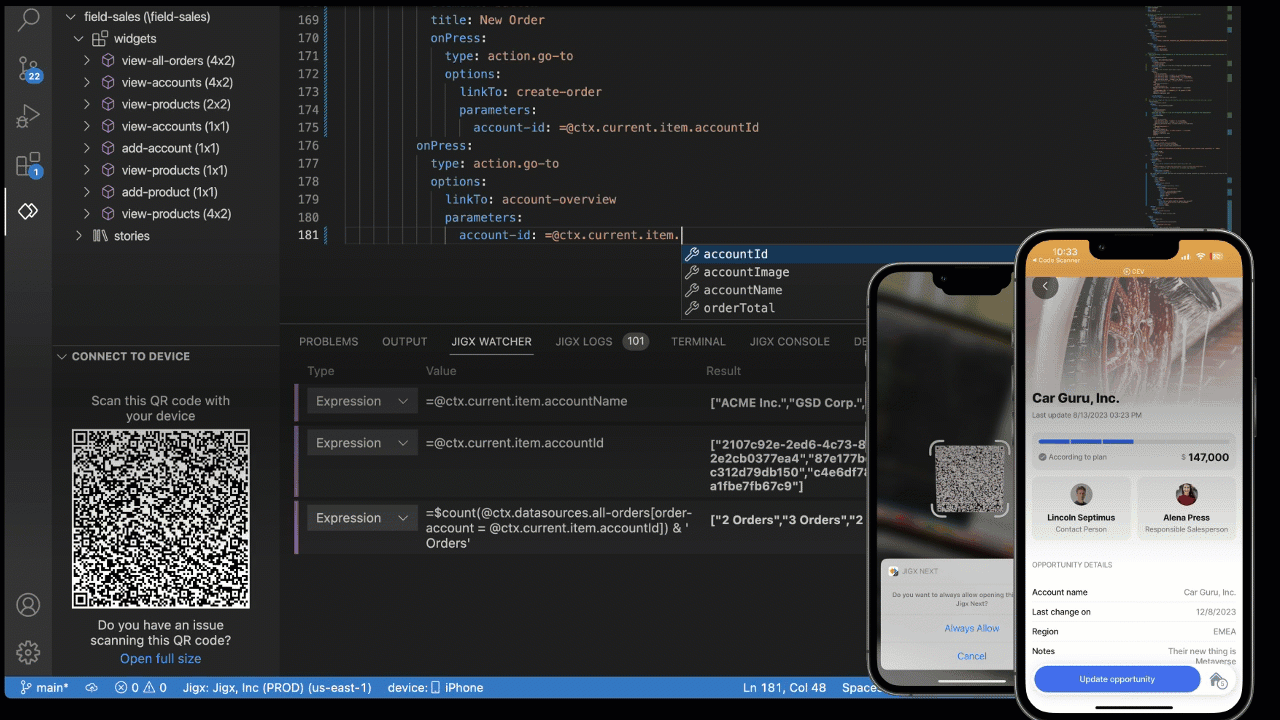 field-sales (\field-sales)
widgets
view-all-orders (4x2)
view-accounts (4x2)
view-products (2x2)
view-accounts (1x1)
add-account (1x1)
view-products (1x1)
add-product (1x1)
view-products (4x2)
stories
22
1
169 title: New Order
170 onPress:
171 type: action.go-to
172 options:
173 linkTo: create-order
174 parameters:
175 account-id: =@ctx.current.item.accountId
176 onPress:
177 type: action.go-to
178 options:
179 linkTo: account-overview
180 parameters:
181 count-id: =@ctx.current.item.
accountId
accountImage
accountName
orderTotal
CONNECT TO DEVICE
Scan this QR code with
your device
Do you have an issue
scanning this QR code?
Open full size
PROBLEMS OUTPUT JIGX WATCHER JIGX LOGS 101 TERMINAL JIGX CONSOLE DE
Type Value Result
Expression =@ctx.current.item.accountName ["ACME Inc.","GSD Corp.",
Expression =@ctx.current.item.accountId ["2107c92e-2ed6-4c73-8
2e2cb0377ea4","87e177b
c312d79db150","c4e6df78
a1fbe7fb67c9"]
Expression =$count(@ctx.datasources.all-orders[order-
account = @ctx.current.item.accountId]) & '
Orders'
["2 Orders","3 Orders","2
main* 0 0 Jigx: Jigx, Inc (PROD) (us-east-1) device: iPhone Ln 181, Col 48 Spaces
JIGX NEXT
Do you want to always allow opening thi
Jigx Next?
Always Allow
Cancel
10:33
Code Scanner
DEV
Car Guru, Inc.
Last update 8/13/2023 03:23 PM
According to plan $ 147,000
Lincoln Septimus
Contact Person
Alena Press
Responsible Salesperson
OPPORTUNITY DETAILS
Account name Car Guru, Inc.
Last change on 12/8/2023
Region EMEA
Notes Their new thing is
Metaverse
Update opportunity